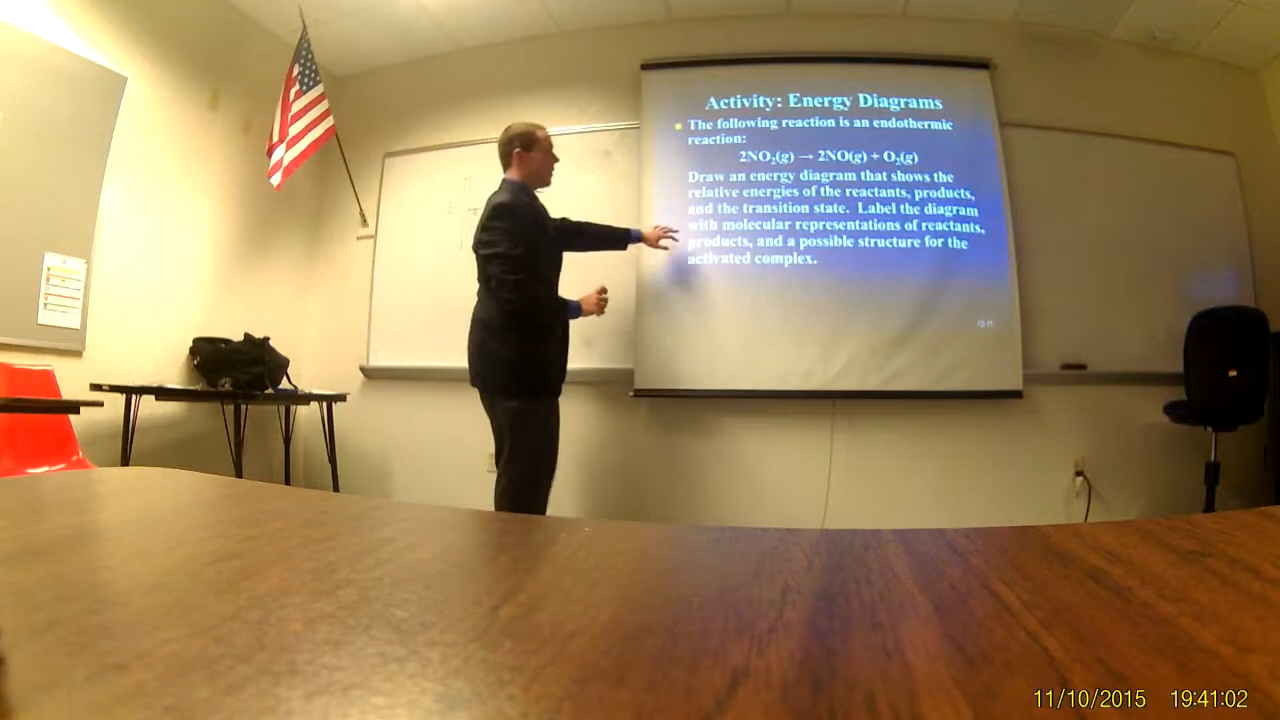 Activity: Energy Diagrams
The following reaction is an endothermic
reaction:
2NO₂(g) → 2NO(g) + O₂(g)
Draw an energy diagram that shows the
relative energies of the reactants, products,
and the transition state. Label the diagram
with molecular representations of reactants,
products, and a possible structure for the
activated complex.
11/10/2015 19:41:02